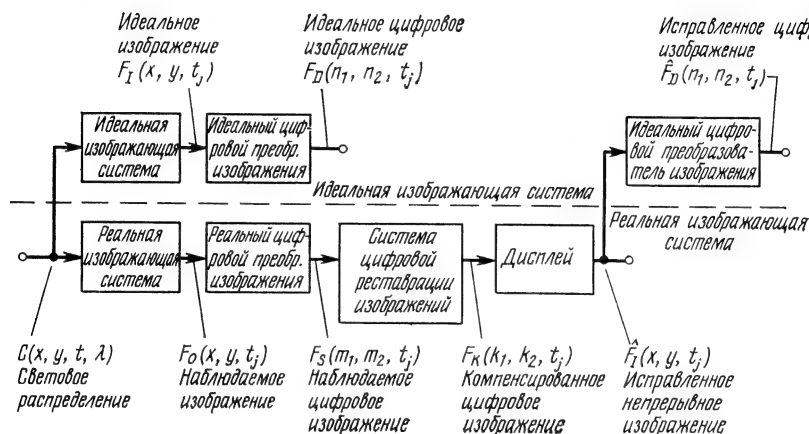 Идеальное
изображение
F_I (x, y, t_j)
Идеальное цифровое
изображение
F_D(n_1, n_2, t_j)
Исправленное циф
изображение
F̂_D(n_1, n_2, t_j)
Идеальная
изображающая
система
Идеальный циф-
ровой преобр.
изображения
Идеальный цифро-
вой преобразова-
тель изображения
Идеальная изображающая система
Реальная изображающая
система
Реальная
изображающая
система
Реальный циф-
ровой преобр.
изображения
Система
цифровой
реставрации
изображений
Дисплей
C(x, y, t, λ)
Световое
распределение
F_O(x, y, t_j)
Наблюдаемое
изображение
F_S(m_1, m_2, t_j)
Наблюдаемое
цифровое
изображение
F_K(k_1, k_2, t_j)
Компенсированное
цифровое
изображение
F̂_I(x, y, t_j)
Исправленное
непрерывное
изображение